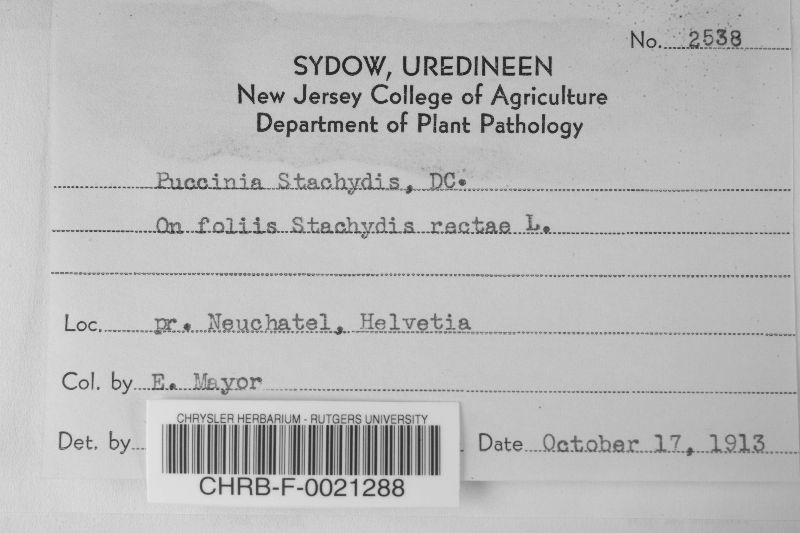 No. 2538
SYDOW, UREDINEEN
New Jersey College of Agriculture
Department of Plant Pathology
Puccinia Stachydis, DC.
On foliis Stachydis rectae L.
Loc. pr. Neuchatel, Helvetia
Col. by E. Mayor
Det. by Date October 17, 1913
CHRYSLER HERBARIUM - RUTGERS UNIVERSITY
CHRB-F-0021288